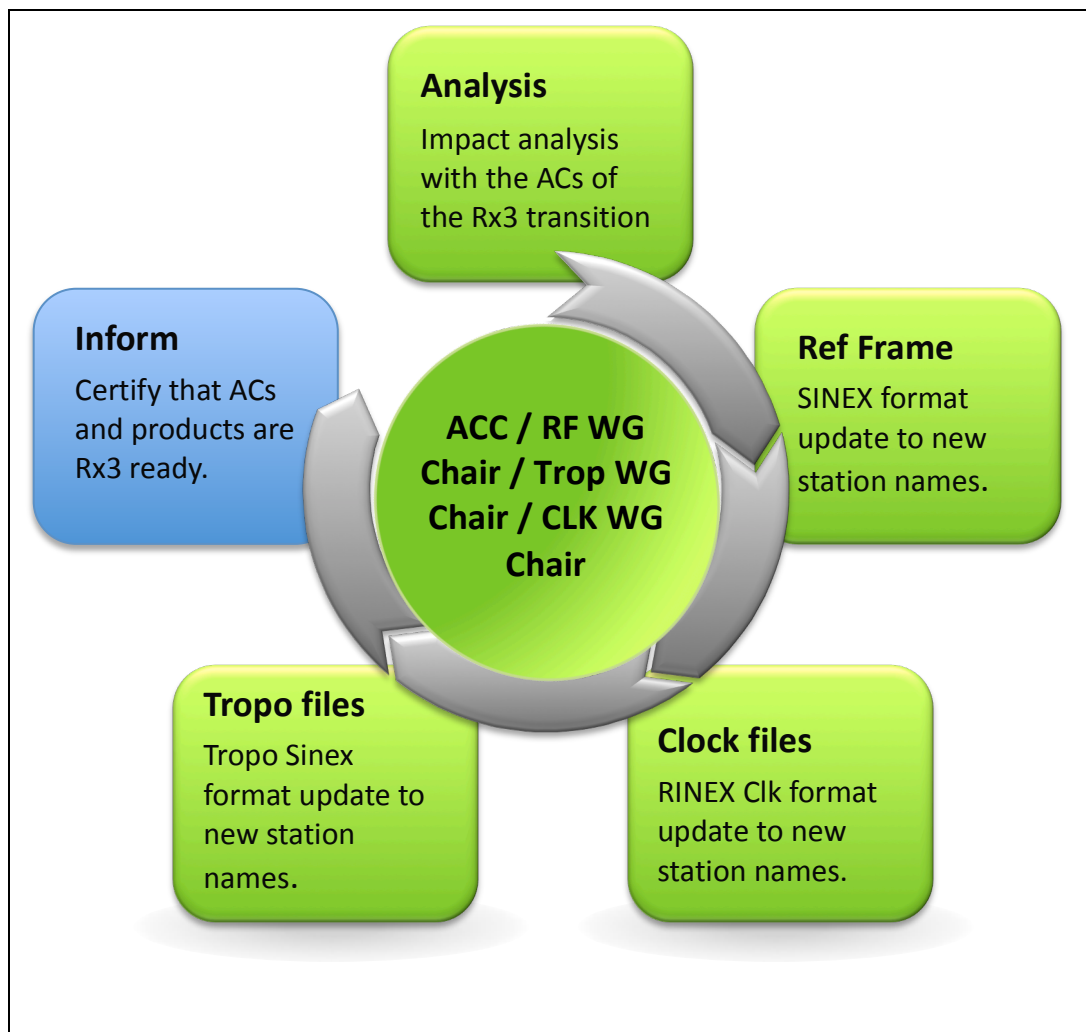 Analysis
Impact analysis
with the ACs of
the Rx3 transition
Inform
Certify that ACs
and products are
Rx3 ready.
Ref Frame
SINEX format
update to new
station names.
ACC / RF WG
Chair / Trop WG
Chair / CLK WG
Chair
Tropo files
Tropo Sinex
format update to
new station
names.
Clock files
RINEX Clk format
update to new
station names.